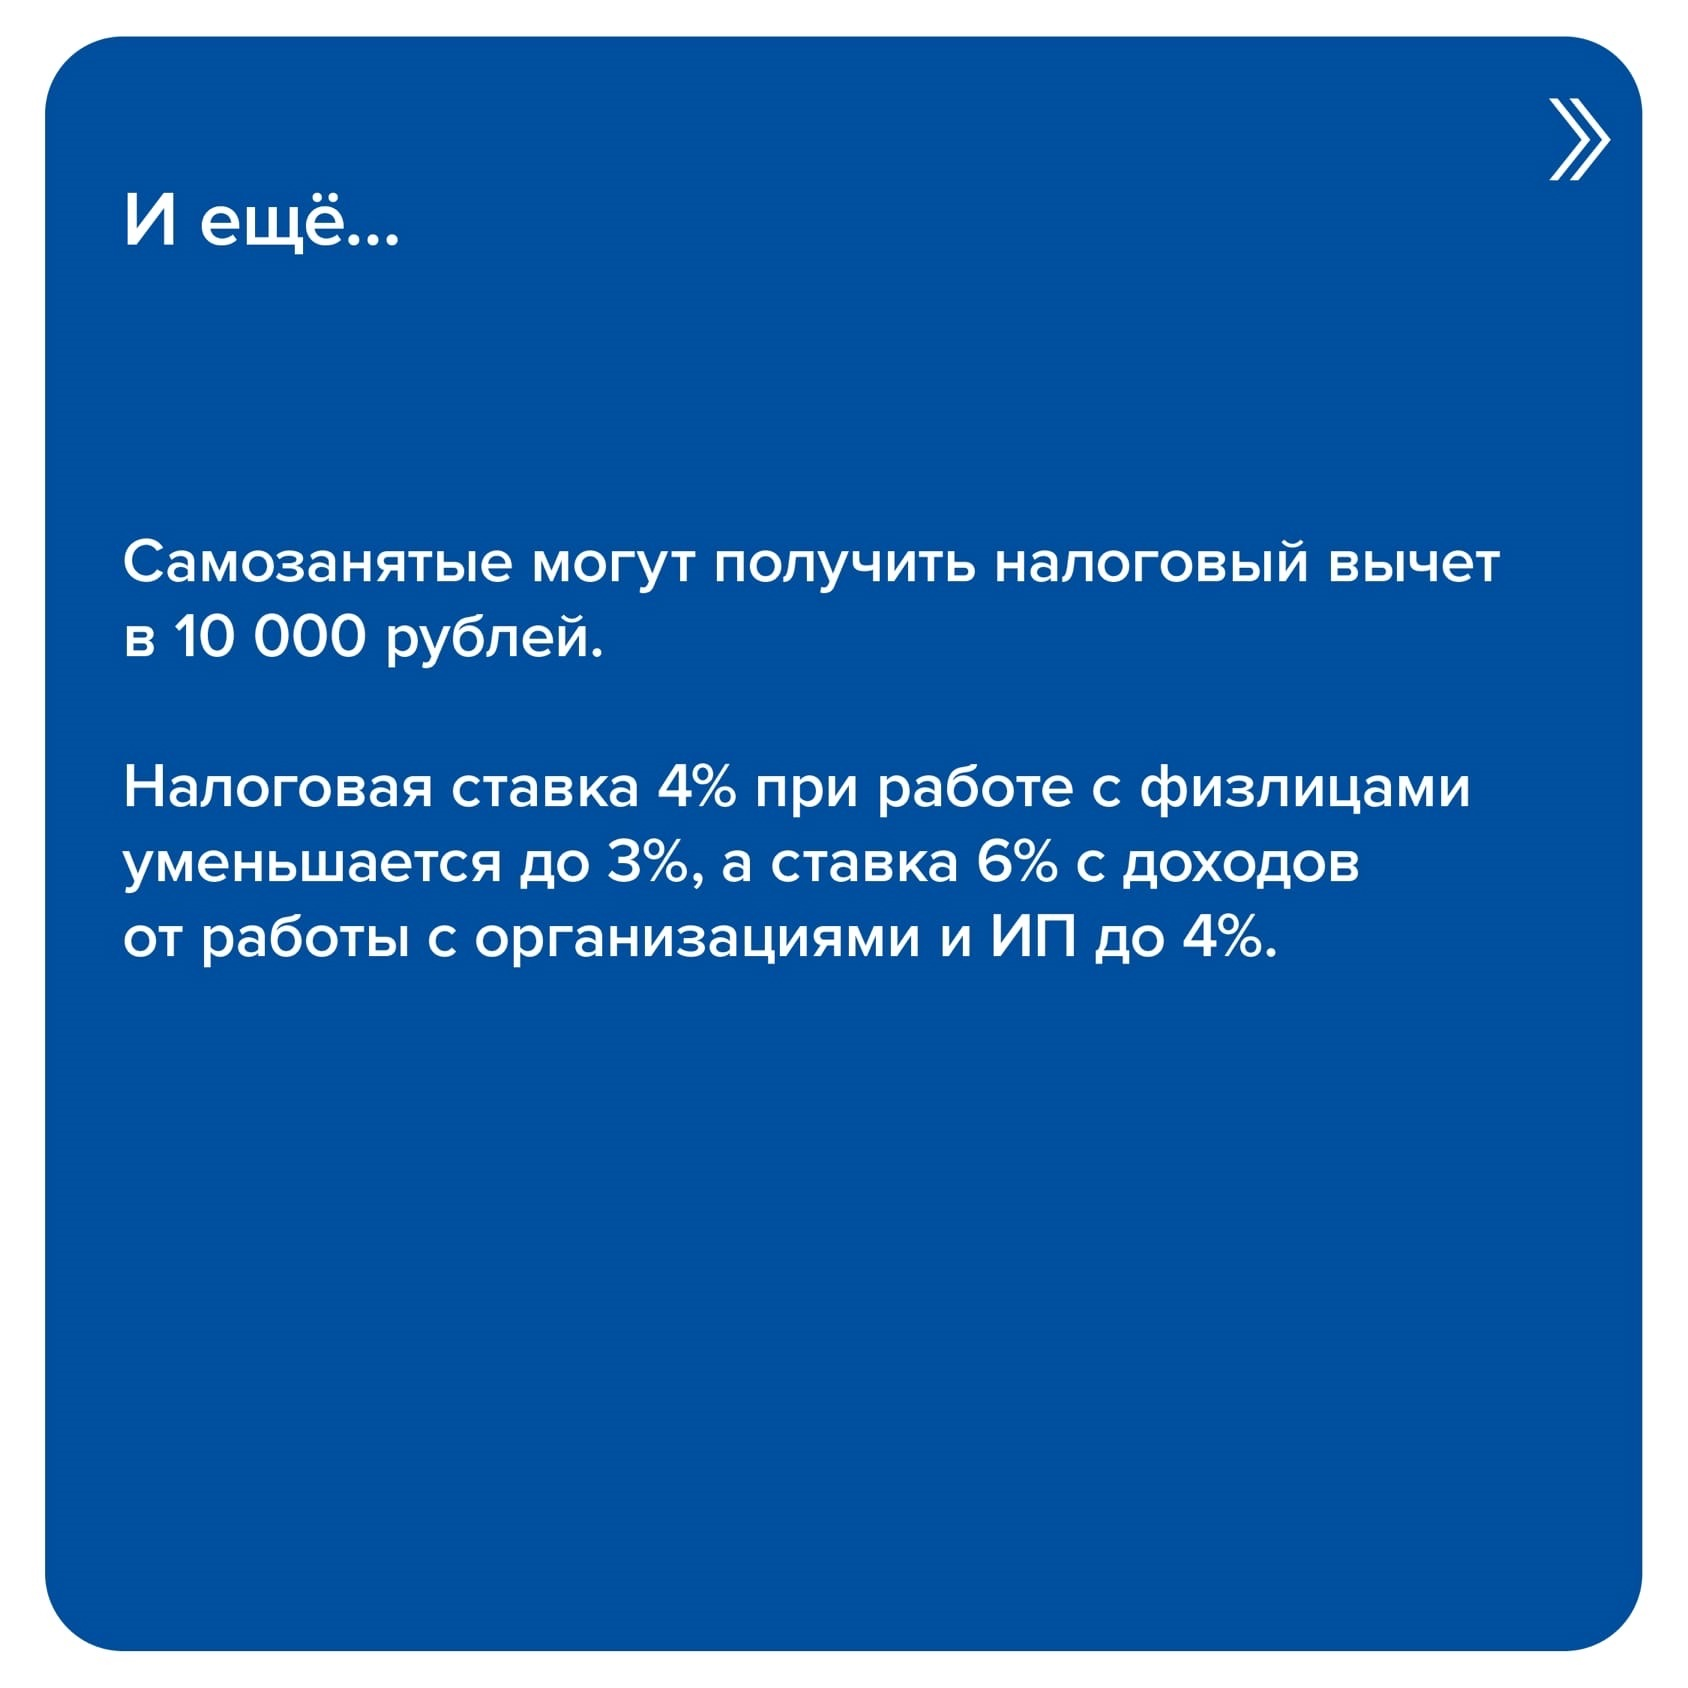 И ещё...
Самозанятые могут получить налоговый вычет
в 10 000 рублей.
Налоговая ставка 4% при работе с физлицами
уменьшается до 3%, а ставка 6% с доходов
от работы с организациями и ИП до 4%.